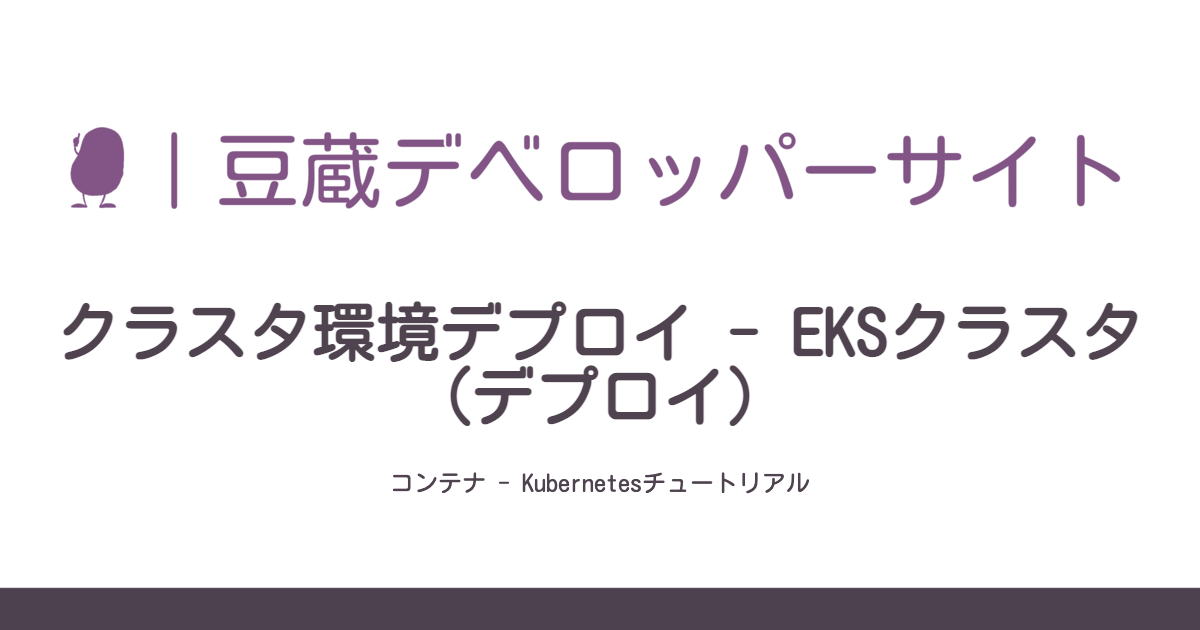 | 豆蔵デベロッパーサイト
クラスタ環境デプロイ - EKSクラスタ
(デプロイ)
コンテナ - Kubernetesチュートリアル